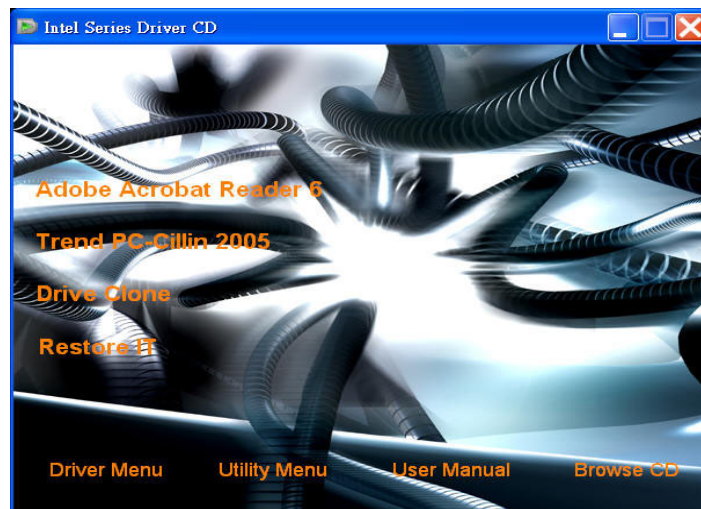 Intel Series Driver CD
Adobe Acrobat Reader 6
Trend PC-Cillin 2005
Drive Clone
Restore IT
Driver Menu Utility Menu User Manual Browse CD